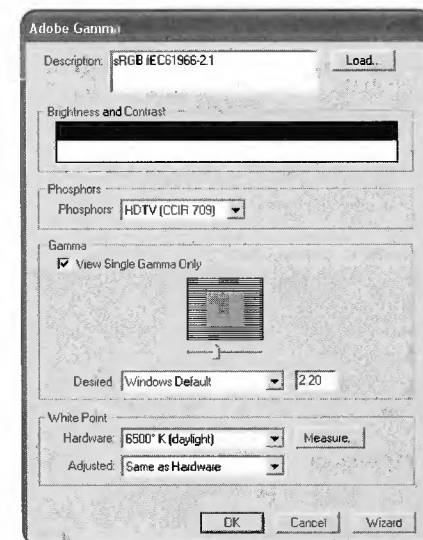 Adobe Gamma
Description: sRGB IEC61966-2.1 Load..
Brightness and Contrast
Phosphors
Phosphors: HDTV (CCIR 709)
Gamma
View Single Gamma Only
Desired: Windows Default 2.20
White Point
Hardware: 6500° K (daylight) Measure..
Adjusted: Same as Hardware
OK Cancel Wizard